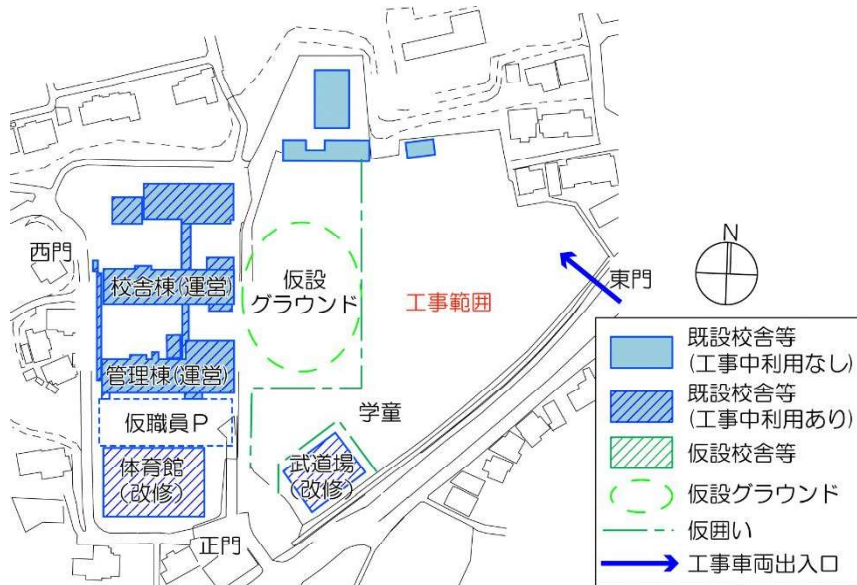 西門
校舎棟(運営)
管理棟(運営)
仮職員P
体育館
(改修)
正門
仮設
グラウンド
工事範囲
学童
武道場
(改修)
東門
N
既設校舎等
(工事中利用なし)
既設校舎等
(工事中利用あり)
仮設校舎等
仮設グラウンド
仮囲い
工事車両出入口